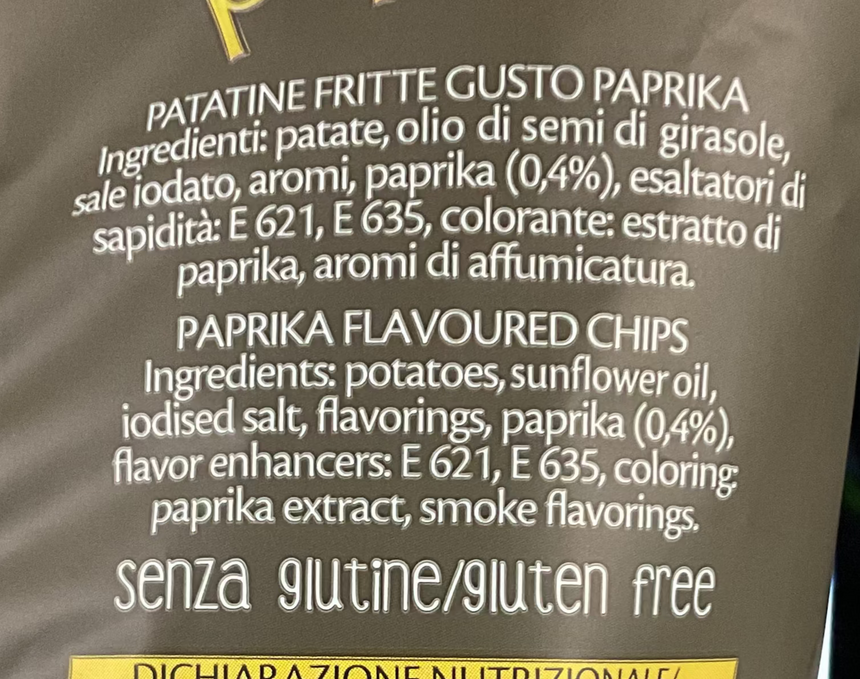 PATATINE FRITTE GUSTO PAPRIKA
Ingredienti: patate, olio di semi di girasole,
sale iodato, aromi, paprika (0,4%), esaltatori di
sapidità: E 621, E 635, colorante: estratto di
paprika, aromi di affumicatura.
PAPRIKA FLAVOURED CHIPS
Ingredients: potatoes, sunflower oil,
iodised salt, flavorings, paprika (0,4%),
flavor enhancers: E 621, E 635, coloring:
paprika extract, smoke flavorings.
senza glutine/gluten free
DICHIARAZIONE NUTRIZIONALE/